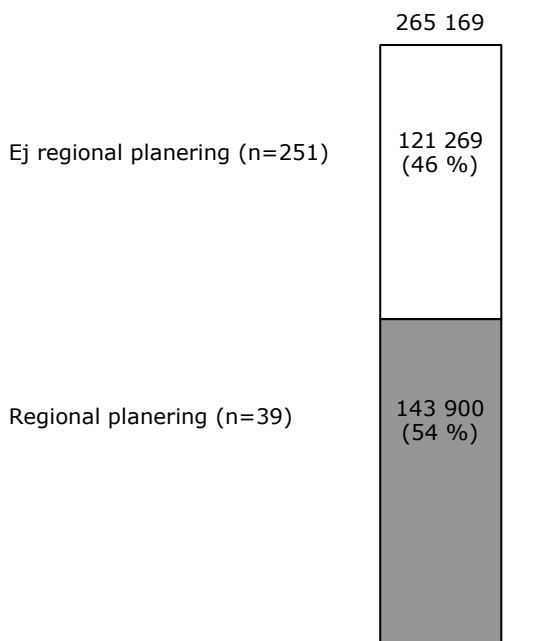 265 169
Ej regional planering (n=251)
121 269
(46 %)
Regional planering (n=39)
143 900
(54 %)